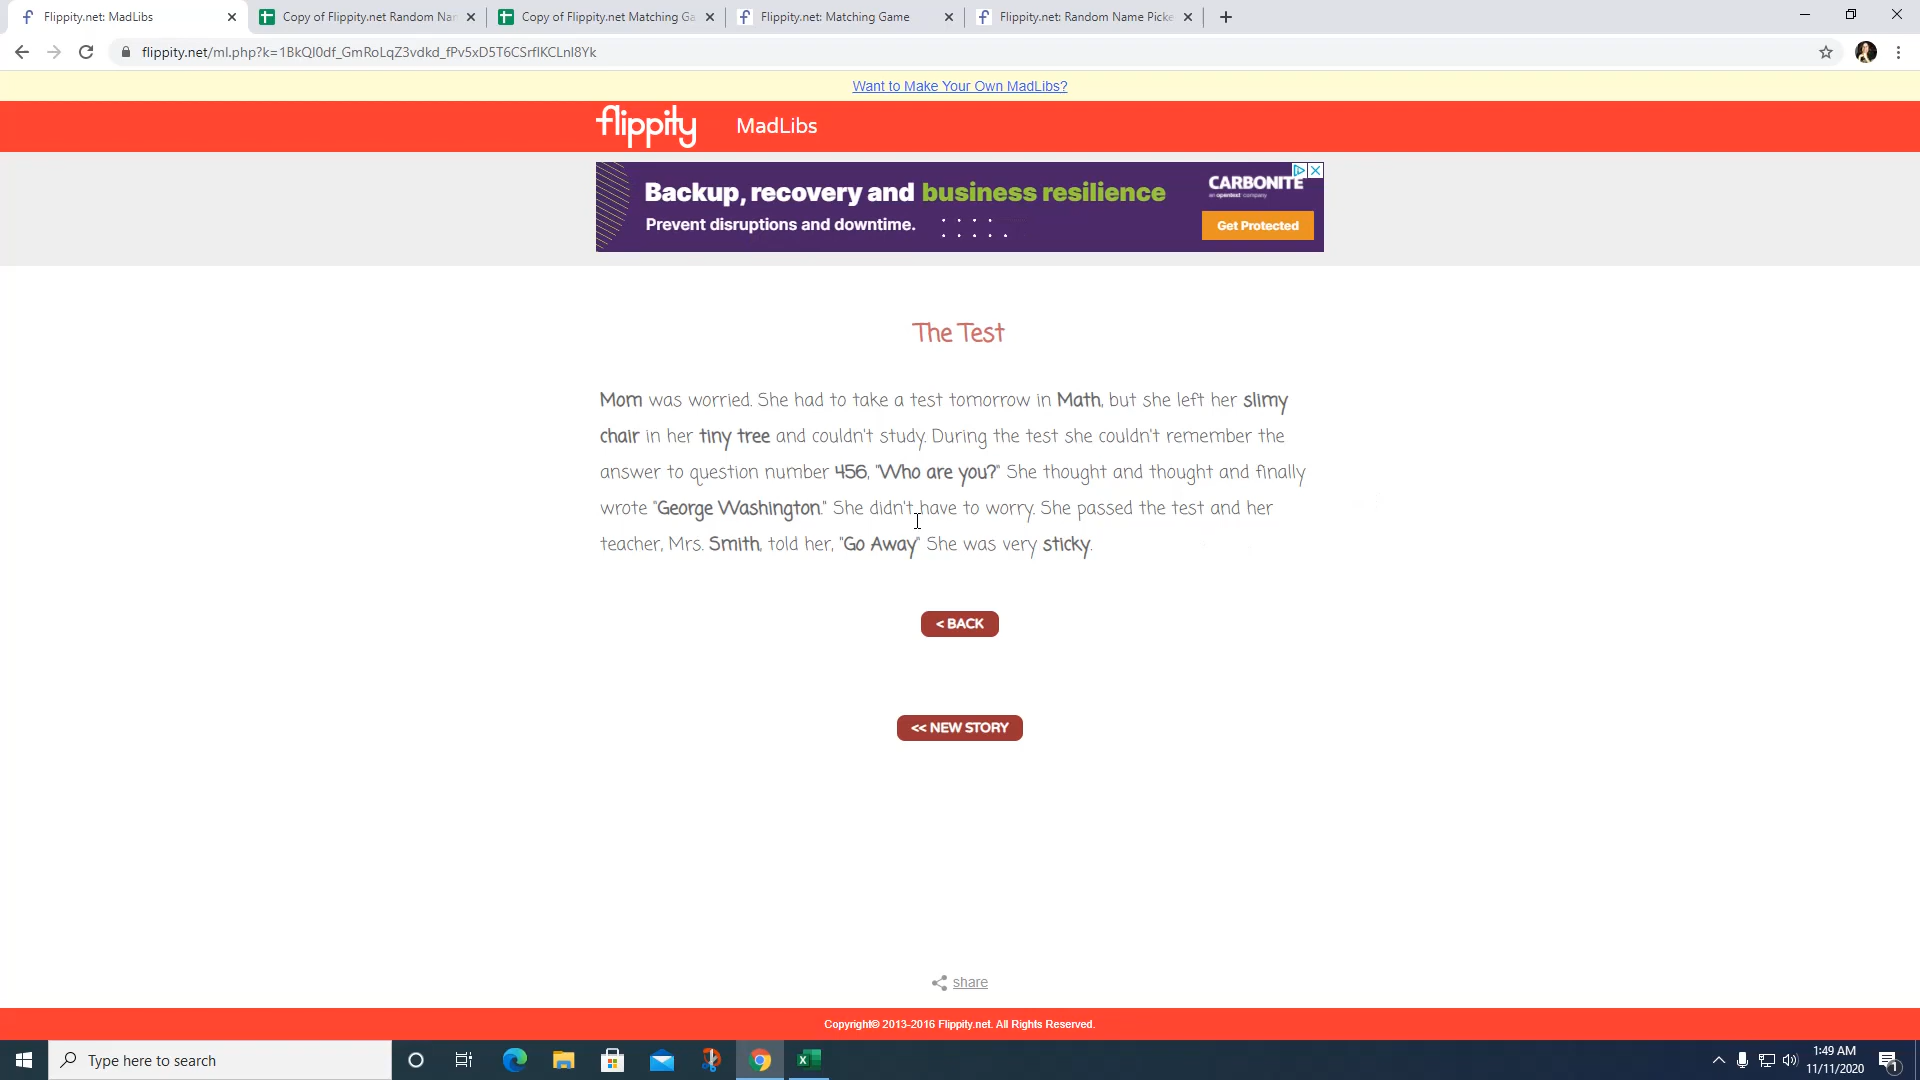 Flippity.net: MadLibs
Copy of Flippity.net Random Nar
Copy of Flippity.net Matching Ga
Flippity.net: Matching Game
Flippity.net: Random Name Picke
flippity.net/ml.php?k=1BkQI0df_GmRoLqZ3vdkd_fPv5xD5T6CSrfIKCLnI8Yk
Want to Make Your Own MadLibs?
flippity MadLibs
Backup, recovery and business resilience
Prevent disruptions and downtime.
CARBONITE
an opentext company
Get Protected
The Test
Mom was worried. She had to take a test tomorrow in Math, but she left her slimy
chair in her tiny tree and couldn't study. During the test she couldn't remember the
answer to question number 456, "Who are you?" She thought and thought and finally
wrote "George Washington." She didn't have to worry. She passed the test and her
teacher, Mrs. Smith, told her, "Go Away" She was very sticky.
< BACK
<< NEW STORY
share
Copyright© 2013-2016 Flippity.net. All Rights Reserved.
Type here to search
1:49 AM
11/11/2020
1